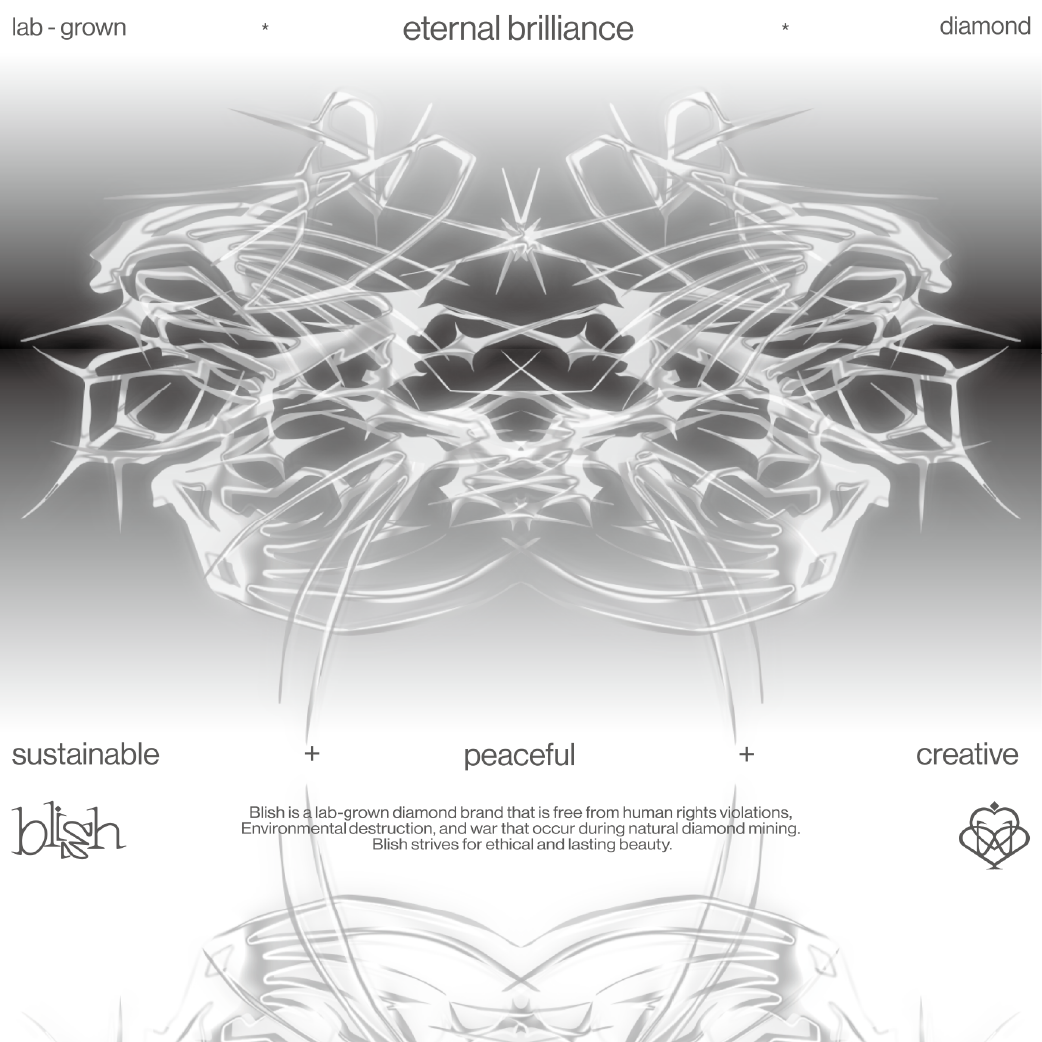 lab - grown * eternal brilliance * diamond
sustainable + peaceful + creative
blish
Blish is a lab-grown diamond brand that is free from human rights violations,
Environmental destruction, and war that occur during natural diamond mining.
Blish strives for ethical and lasting beauty.